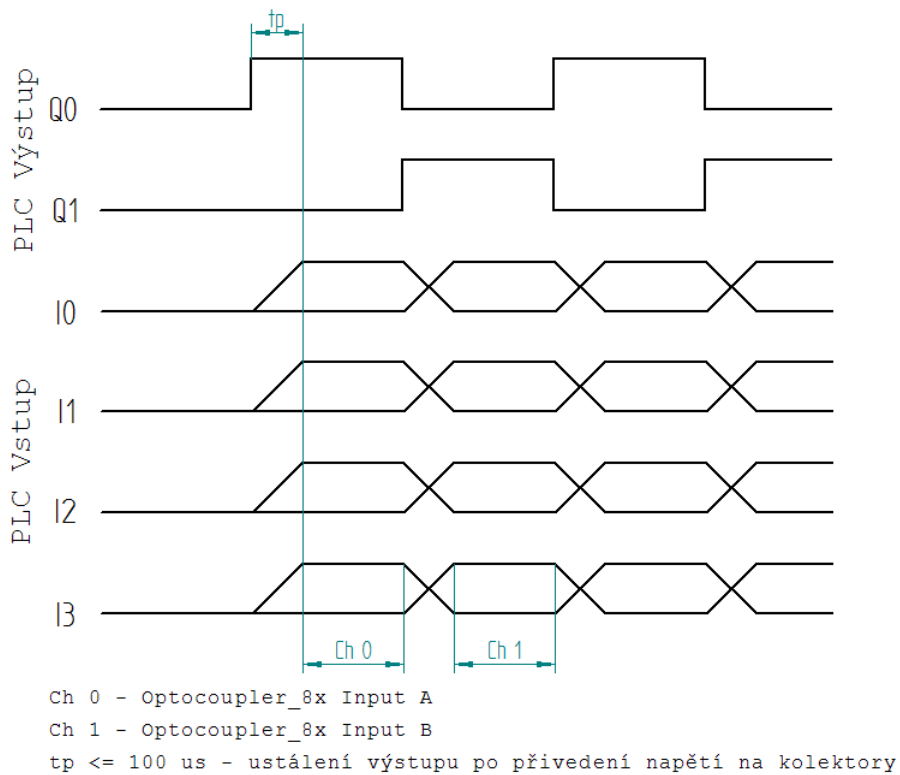 tp
PLC Výstup
Q0
Q1
PLC Vstup
I0
I1
I2
I3
Ch 0
Ch 1
Ch 0 - Optocoupler_8x Input A
Ch 1 - Optocoupler_8x Input B
tp <= 100 us - ustálení výstupu po přivedení napětí na kolektory